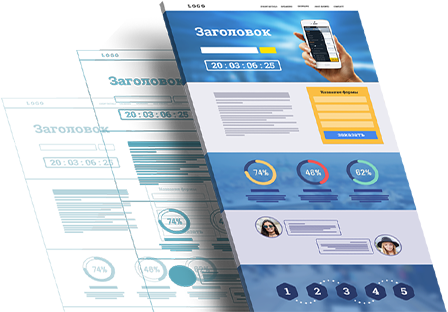 LOGO
Заголовок
20 : 03 : 06 : 25
Название формы
заказать
74%
48%
62%
1 2 3 4 5
LOGO
Заголовок
20 : 03 : 06 : 25
74%
LOGO
Заголовок
20 : 03 : 06 : 25
74%
48%